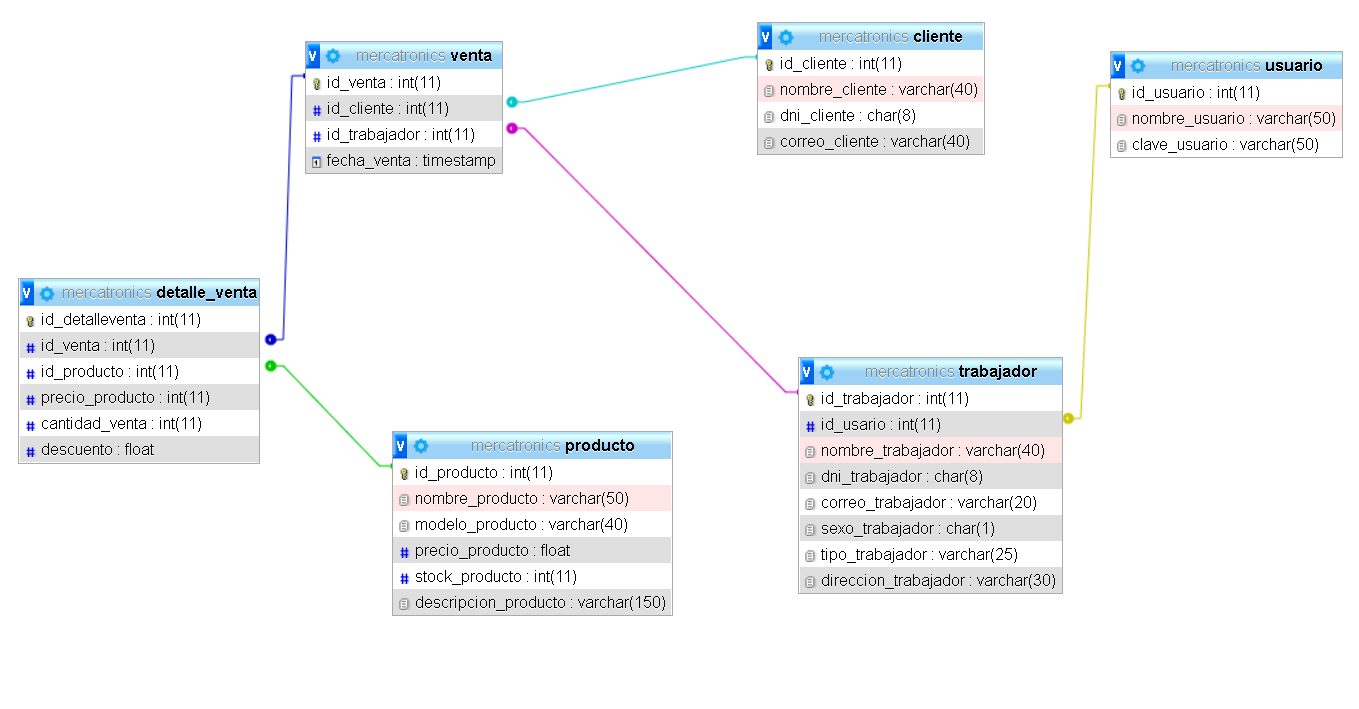 mercatronics venta
id_venta : int(11)
id_cliente : int(11)
id_trabajador : int(11)
fecha_venta : timestamp
mercatronics cliente
id_cliente : int(11)
nombre_cliente : varchar(40)
dni_cliente : char(8)
correo_cliente : varchar(40)
mercatronics usuario
id_usuario : int(11)
nombre_usuario : varchar(50)
clave_usuario : varchar(50)
mercatronics detalle_venta
id_detalleventa : int(11)
id_venta : int(11)
id_producto : int(11)
precio_producto : int(11)
cantidad_venta : int(11)
descuento : float
mercatronics producto
id_producto : int(11)
nombre_producto : varchar(50)
modelo_producto : varchar(40)
precio_producto : float
stock_producto : int(11)
descripcion_producto : varchar(150)
mercatronics trabajador
id_trabajador : int(11)
id_usario : int(11)
nombre_trabajador : varchar(40)
dni_trabajador : char(8)
correo_trabajador : varchar(20)
sexo_trabajador : char(1)
tipo_trabajador : varchar(25)
direccion_trabajador : varchar(30)